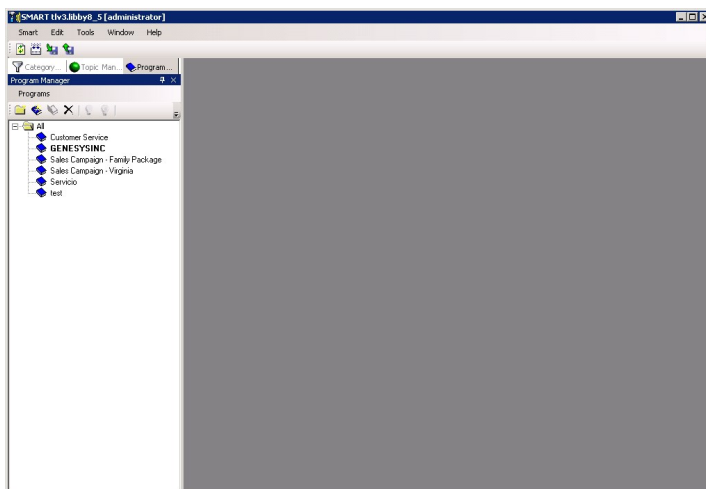 SMART tlv3.libby8_5 [administrator]
Smart Edit Tools Window Help
Category... Topic Man... Program...
Program Manager
Programs
All
Customer Service
GENESYSINC
Sales Campaign - Family Package
Sales Campaign - Virginia
Servicio
test